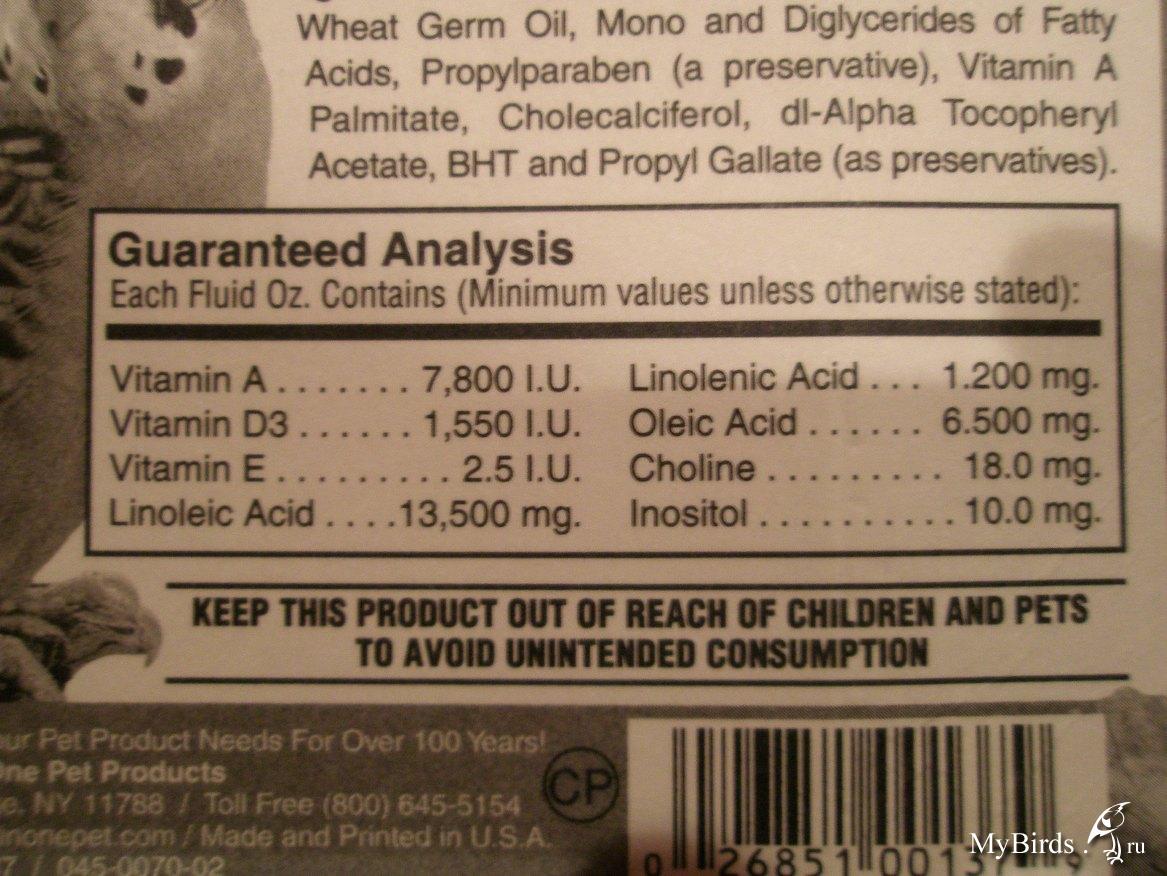 Wheat Germ Oil, Mono and Diglycerides of Fatty
Acids, Propylparaben (a preservative), Vitamin A
Palmitate, Cholecalciferol, dl-Alpha Tocopheryl
Acetate, BHT and Propyl Gallate (as preservatives).
Guaranteed Analysis
Each Fluid Oz. Contains (Minimum values unless otherwise stated):
Vitamin A ....... 7,800 I.U.
Vitamin D3 ...... 1,550 I.U.
Vitamin E ......... 2.5 I.U.
Linoleic Acid ....13,500 mg.
Linolenic Acid ... 1.200 mg.
Oleic Acid ...... 6.500 mg.
Choline ......... 18.0 mg.
Inositol .......... 10.0 mg.
KEEP THIS PRODUCT OUT OF REACH OF CHILDREN AND PETS
TO AVOID UNINTENDED CONSUMPTION
Pet Product Needs For Over 100 Years!
Pet Products
NY 11788 / Toll Free (800) 645-5154
/ Made and Printed in U.S.A.
/ 045-0070-02
CP
0 26851 0013 9
MyBirds.ru